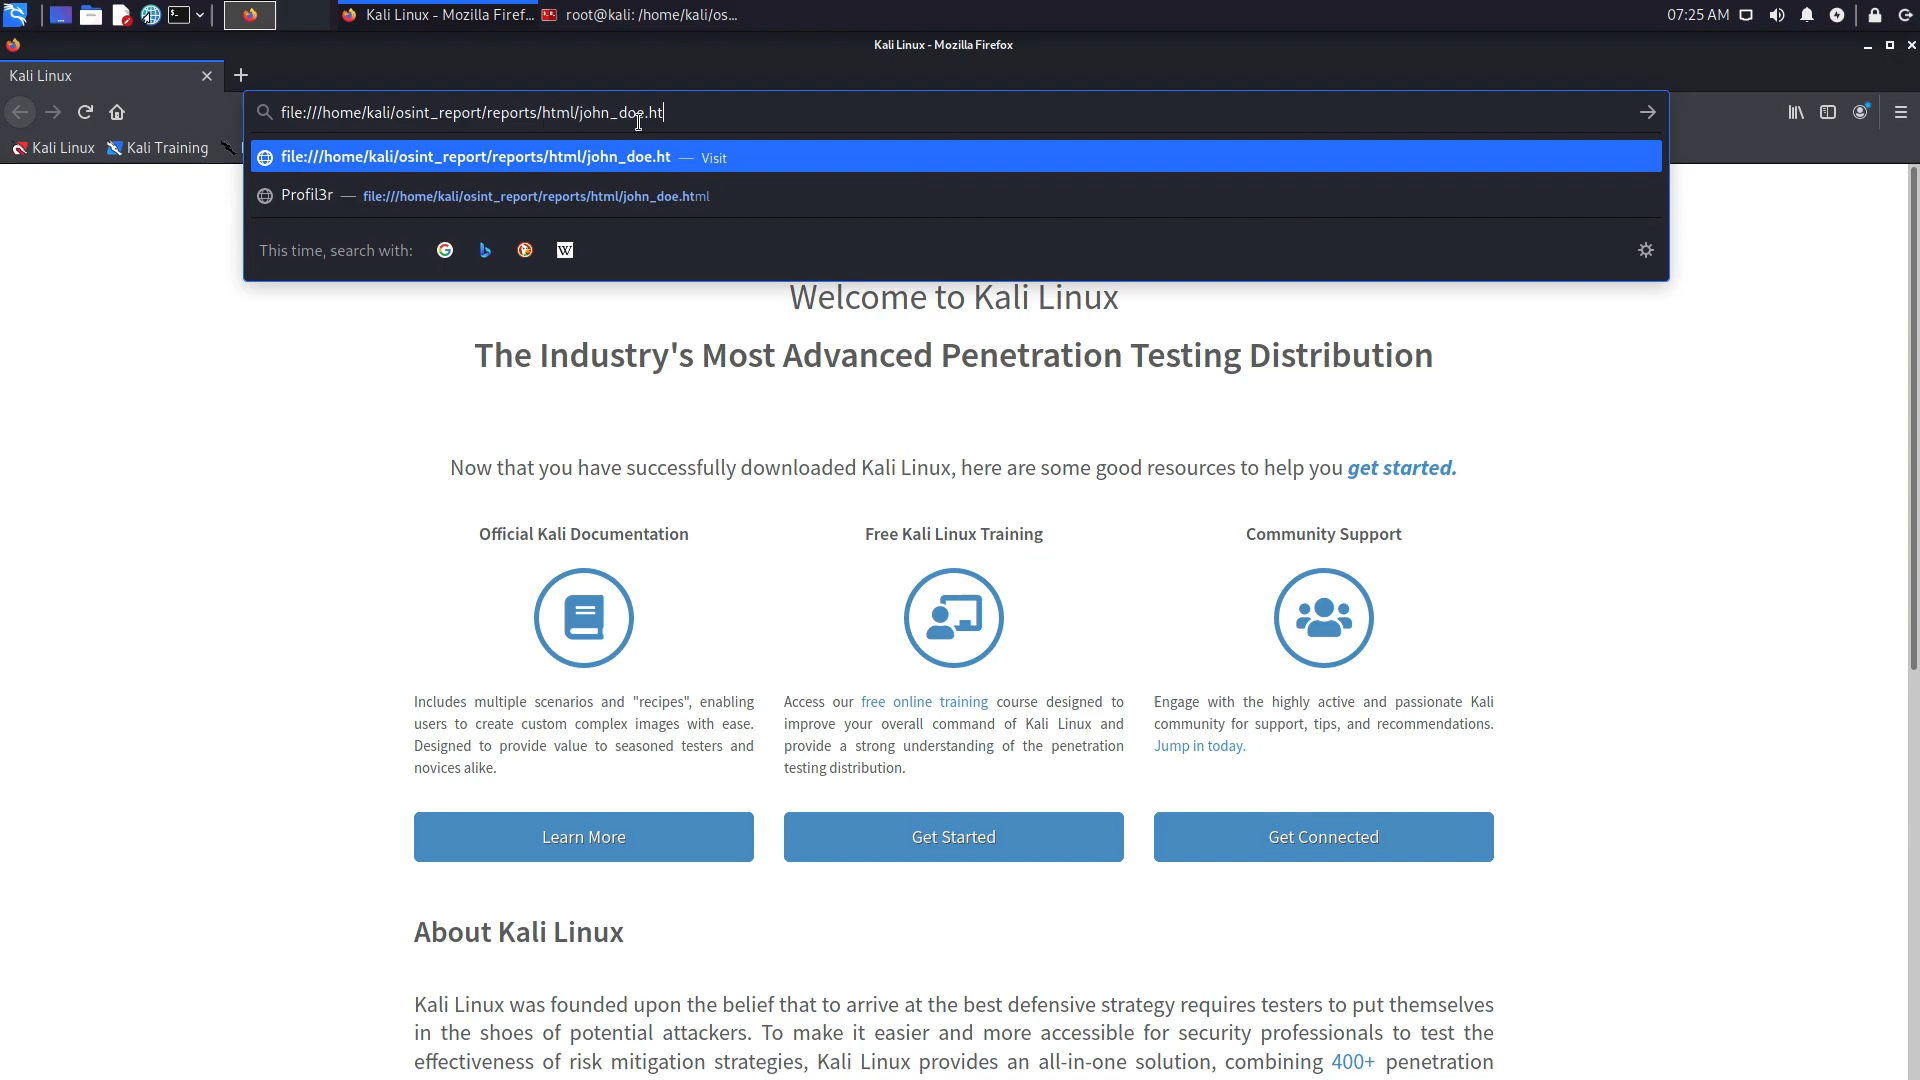 Kali Linux - Mozilla Firef...
root@kali: /home/kali/os...
07:25 AM
Kali Linux - Mozilla Firefox
Kali Linux
file:///home/kali/osint_report/reports/html/john_doe.ht
Kali Linux
Kali Training
file:///home/kali/osint_report/reports/html/john_doe.ht — Visit
Profil3r — file:///home/kali/osint_report/reports/html/john_doe.html
This time, search with:
Welcome to Kali Linux
The Industry's Most Advanced Penetration Testing Distribution
Now that you have successfully downloaded Kali Linux, here are some good resources to help you get started.
Official Kali Documentation
Includes multiple scenarios and "recipes", enabling
users to create custom complex images with ease.
Designed to provide value to seasoned testers and
novices alike.
Learn More
Free Kali Linux Training
Access our free online training course designed to
improve your overall command of Kali Linux and
provide a strong understanding of the penetration
testing distribution.
Get Started
Community Support
Engage with the highly active and passionate Kali
community for support, tips, and recommendations.
Jump in today.
Get Connected
About Kali Linux
Kali Linux was founded upon the belief that to arrive at the best defensive strategy requires testers to put themselves
in the shoes of potential attackers. To make it easier and more accessible for security professionals to test the
effectiveness of risk mitigation strategies, Kali Linux provides an all-in-one solution, combining 400+ penetration